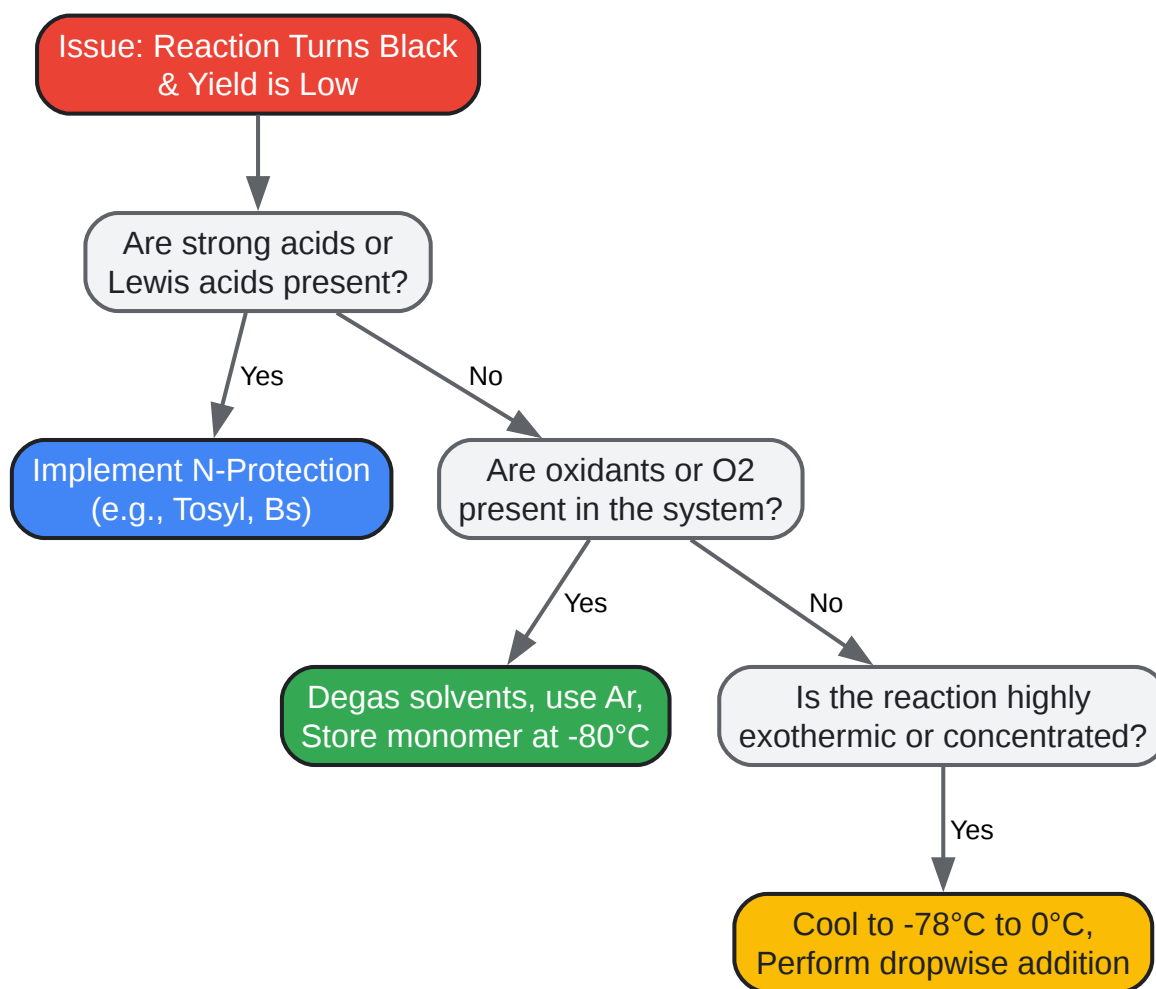 Issue: Reaction Turns Black
& Yield is Low
Are strong acids or
Lewis acids present?
Yes
No
Implement N-Protection
(e.g., Tosyl, Bs)
Are oxidants or O2
present in the system?
Yes
No
Degas solvents, use Ar,
Store monomer at -80°C
Is the reaction highly
exothermic or concentrated?
Yes
Cool to -78°C to 0°C,
Perform dropwise addition